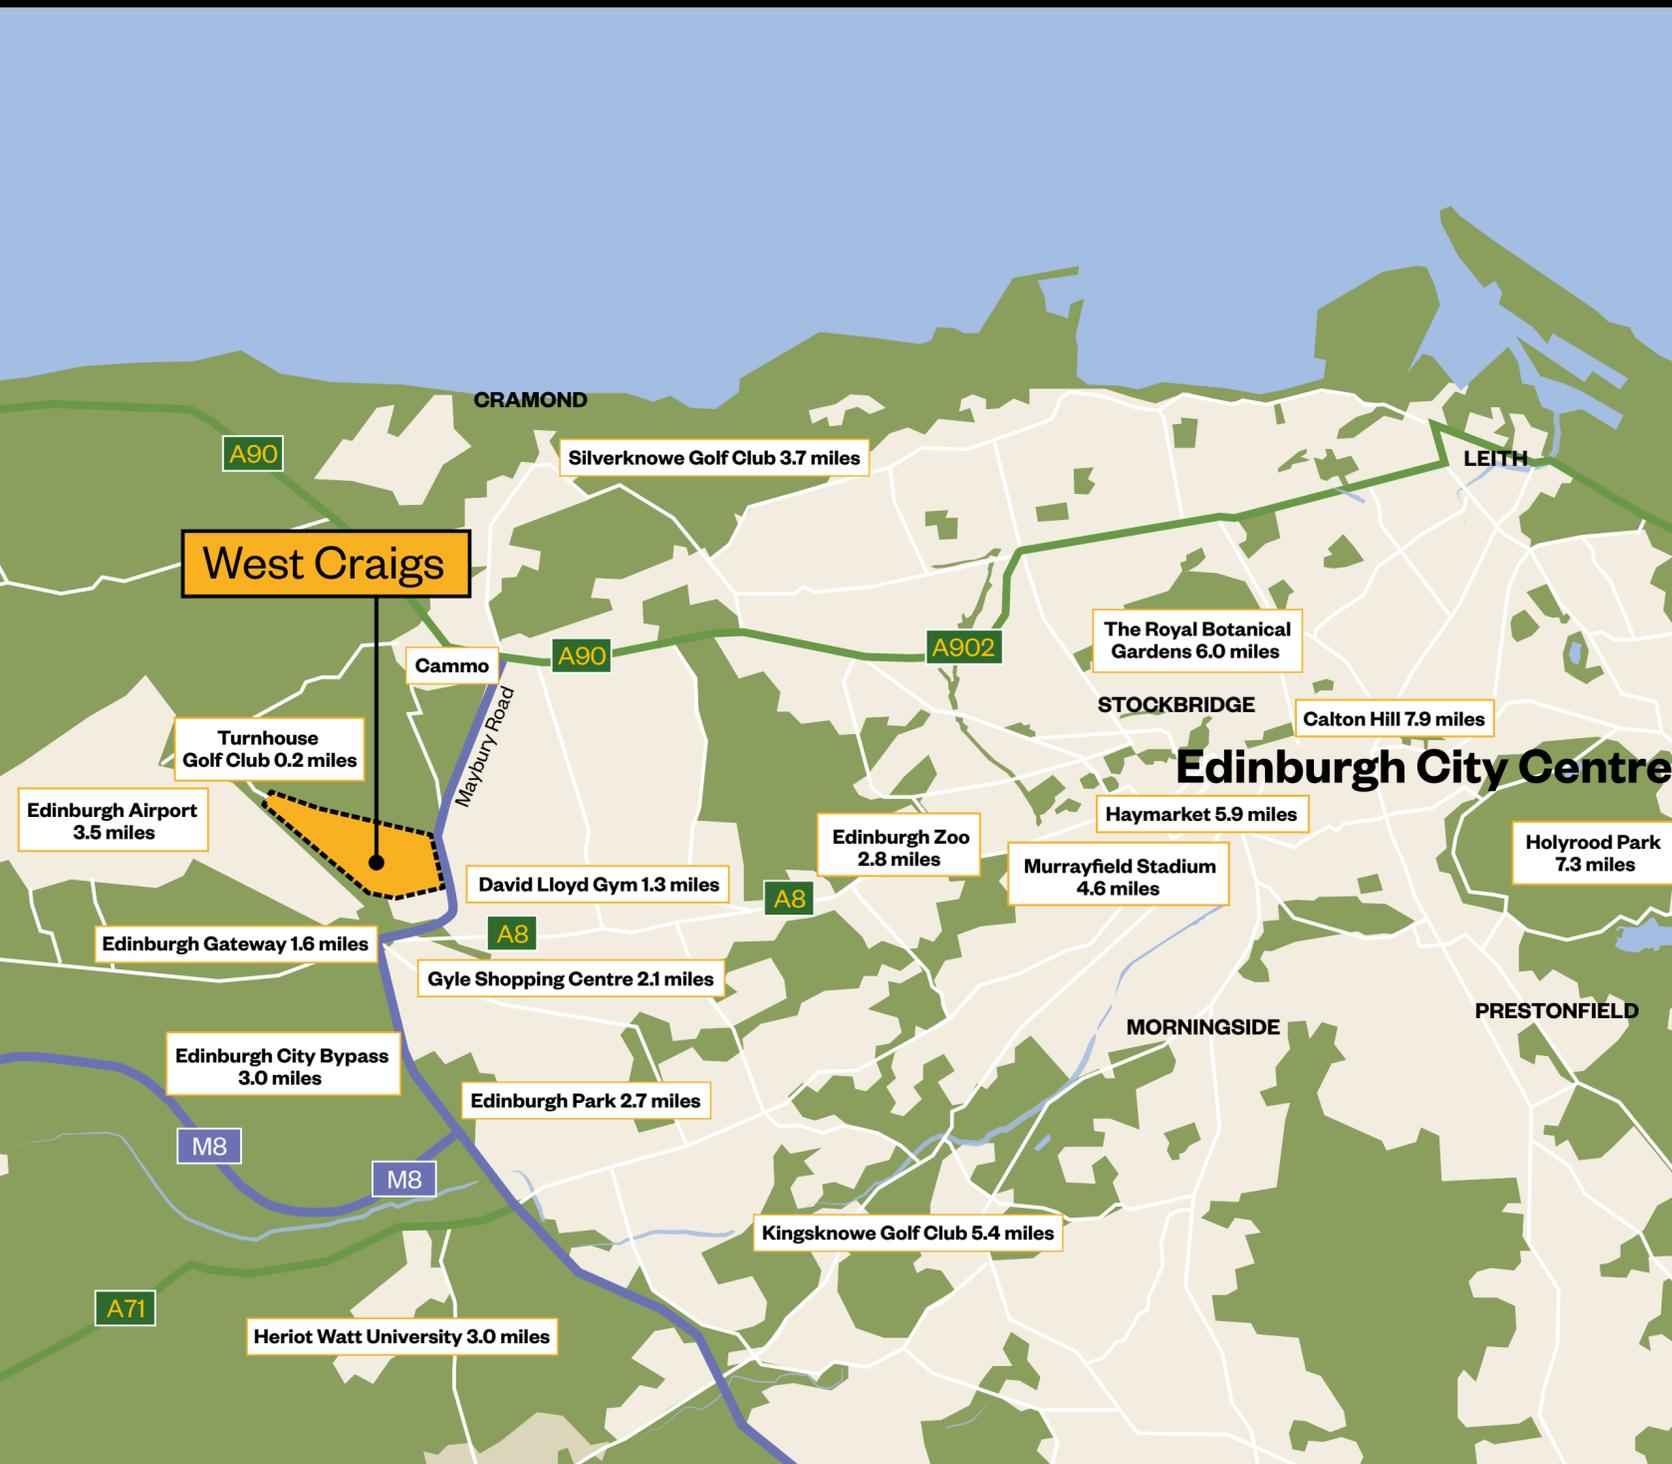 CRAMOND
A90
Silverknowe Golf Club 3.7 miles
LEITH
West Craigs
A90
A902
The Royal Botanical
Gardens 6.0 miles
Cammo
Maybury Road
STOCKBRIDGE
Calton Hill 7.9 miles
Turnhouse
Golf Club 0.2 miles
Edinburgh City Centre
Edinburgh Airport
3.5 miles
Haymarket 5.9 miles
Edinburgh Zoo
2.8 miles
Holyrood Park
7.3 miles
Murrayfield Stadium
4.6 miles
David Lloyd Gym 1.3 miles
A8
A8
Edinburgh Gateway 1.6 miles
Gyle Shopping Centre 2.1 miles
PRESTONFIELD
MORNINGSIDE
Edinburgh City Bypass
3.0 miles
Edinburgh Park 2.7 miles
M8
M8
Kingsknowe Golf Club 5.4 miles
A71
Heriot Watt University 3.0 miles